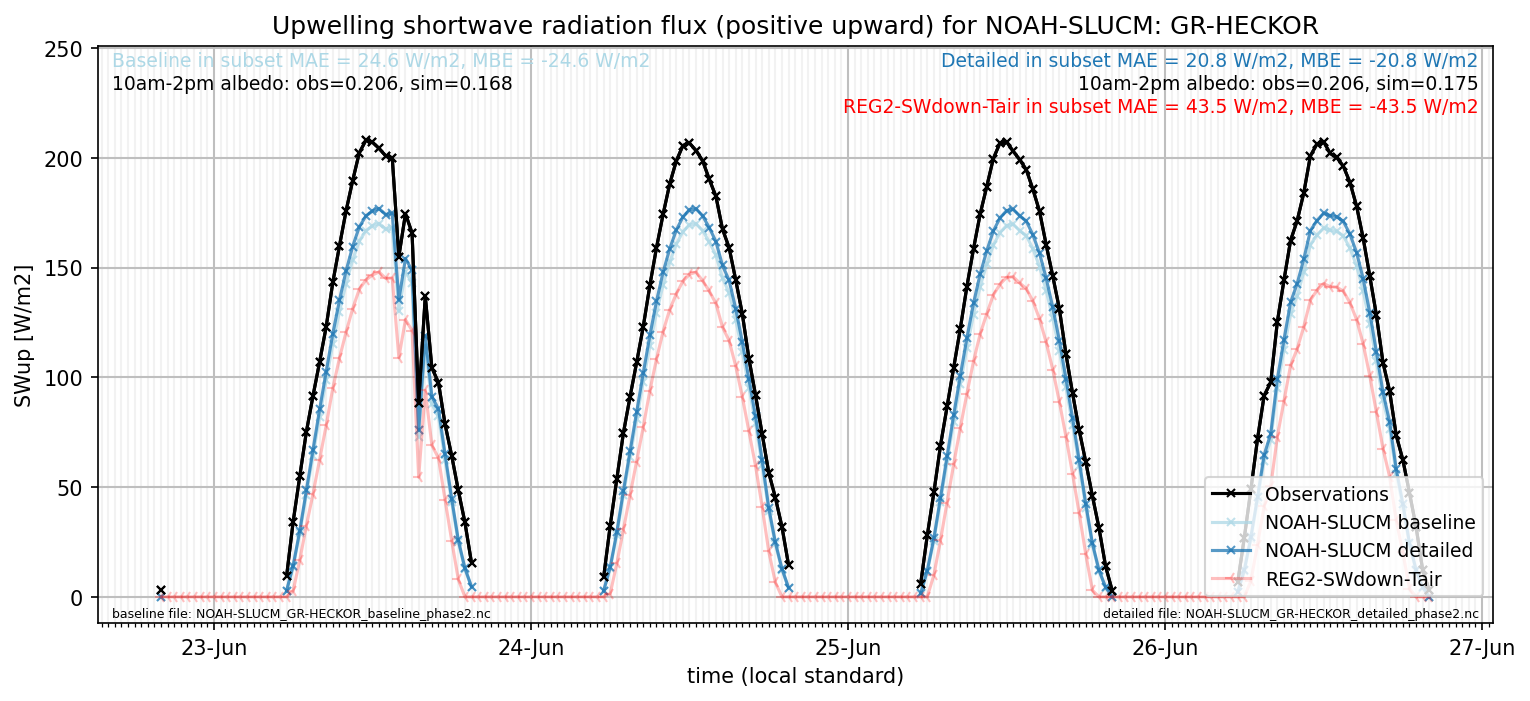 Upwelling shortwave radiation flux (positive upward) for NOAH-SLUCM: GR-HECKOR
Baseline in subset MAE = 24.6 W/m2, MBE = -24.6 W/m2
10am-2pm albedo: obs=0.206, sim=0.168
Detailed in subset MAE = 20.8 W/m2, MBE = -20.8 W/m2
10am-2pm albedo: obs=0.206, sim=0.175
REG2-SWdown-Tair in subset MAE = 43.5 W/m2, MBE = -43.5 W/m2
SWup [W/m2]
250
200
150
100
50
0
Observations
NOAH-SLUCM baseline
NOAH-SLUCM detailed
REG2-SWdown-Tair
baseline file: NOAH-SLUCM_GR-HECKOR_baseline_phase2.nc
detailed file: NOAH-SLUCM_GR-HECKOR_detailed_phase2.nc
23-Jun
24-Jun
25-Jun
26-Jun
27-Jun
time (local standard)